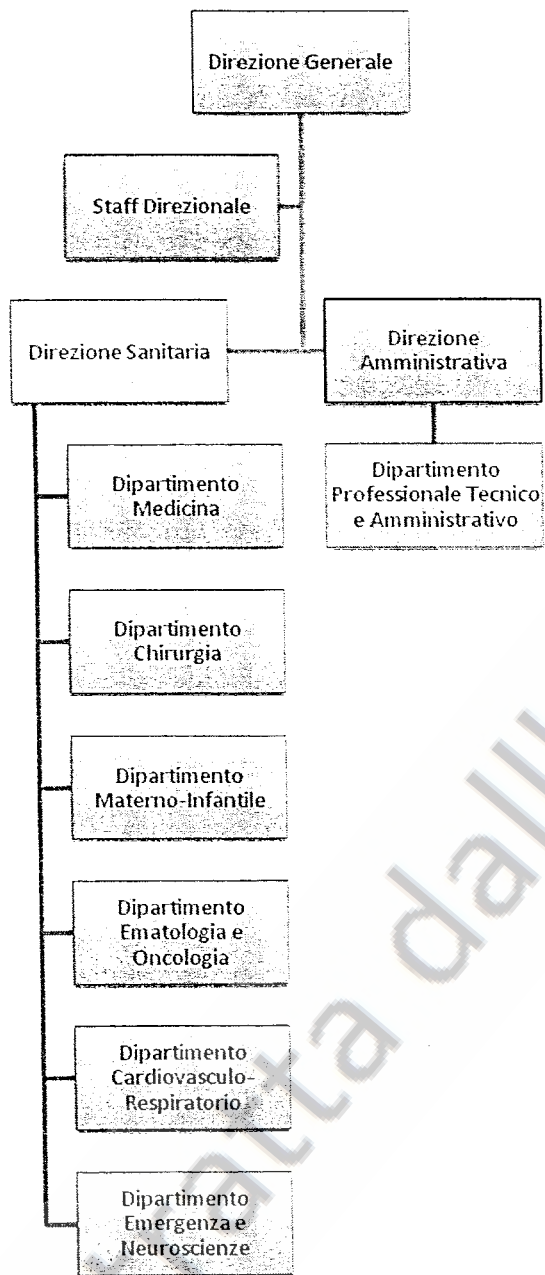 Direzione Generale
Staff Direzionale
Direzione Sanitaria
Direzione
Amministrativa
Dipartimento
Professionale Tecnico
e Amministrativo
Dipartimento
Medicina
Dipartimento
Chirurgia
Dipartimento
Materno-Infantile
Dipartimento
Ematologia e
Oncologia
Dipartimento
Cardiovasculo-
Respiratorio
Dipartimento
Emergenza e
Neuroscienze